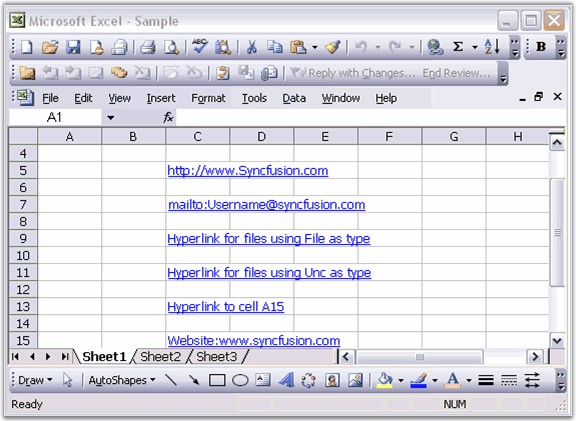 Microsoft Excel - Sample
ABC
Σ A Z B
Reply with Changes... End Review...
File Edit View Insert Format Tools Data Window Help
A1 fx
A B C D E F G H
4
5 http://www.Syncfusion.com
6
7 mailto:Username@syncfusion.com
8
9 Hyperlink for files using File as type
10
11 Hyperlink for files using Unc as type
12
13 Hyperlink to cell A15
14
15 Website:www.syncfusion.com
Sheet1 Sheet2 Sheet3
Draw AutoShapes A A
Ready NUM